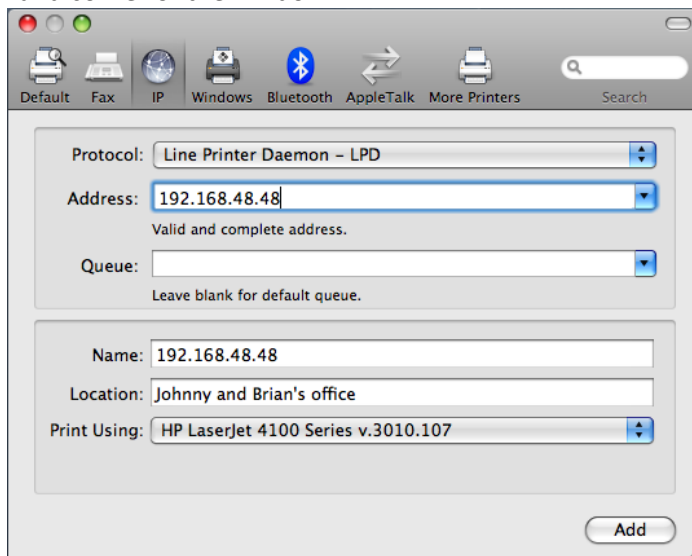 Default Fax IP Windows Bluetooth AppleTalk More Printers Search
Protocol: Line Printer Daemon – LPD
Address: 192.168.48.48
Valid and complete address.
Queue:
Leave blank for default queue.
Name: 192.168.48.48
Location: Johnny and Brian's office
Print Using: HP LaserJet 4100 Series v.3010.107
Add